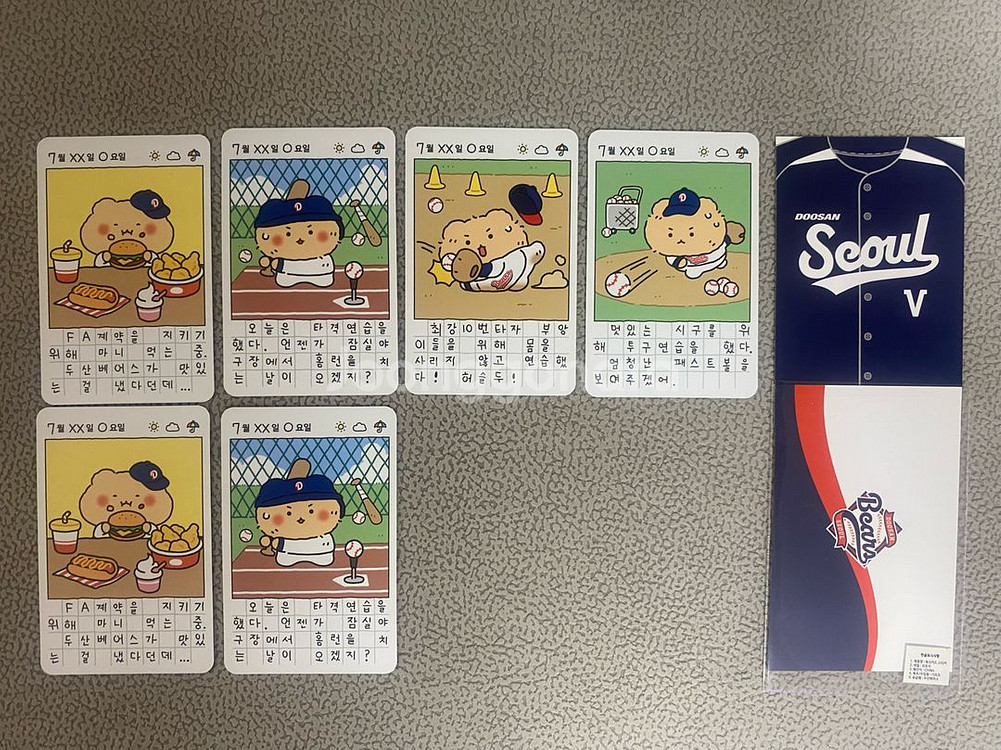 7월 XX일 O요일
FA계약을 지키기
위해 마니 먹는 중.
두산베어스가 맛있
는 걸 냈다던데...
7월 XX일 O요일
오늘은 타격연습을
했다. 언젠가 잠실야
구장에서 홈런을 치
는 날이 오겠지?
7월 XX일 O요일
최강10번타자 부앙
이들을 위해 몸을
사리지 않고 연습했
다! 허슬두!
7월 XX일 O요일
멋있는 시구를 위
해 투구연습을 했다.
엄청난 패스트볼을
보여주겠어.
7월 XX일 O요일
FA계약을 지키기
위해 마니 먹는 중.
두산베어스가 맛있
는 걸 냈다던데...
7월 XX일 O요일
오늘은 타격연습을
했다. 언젠가 잠실야
구장에서 홈런을 치
는 날이 오겠지?
DOOSAN
Seoul
V
Bears
DOOSAN